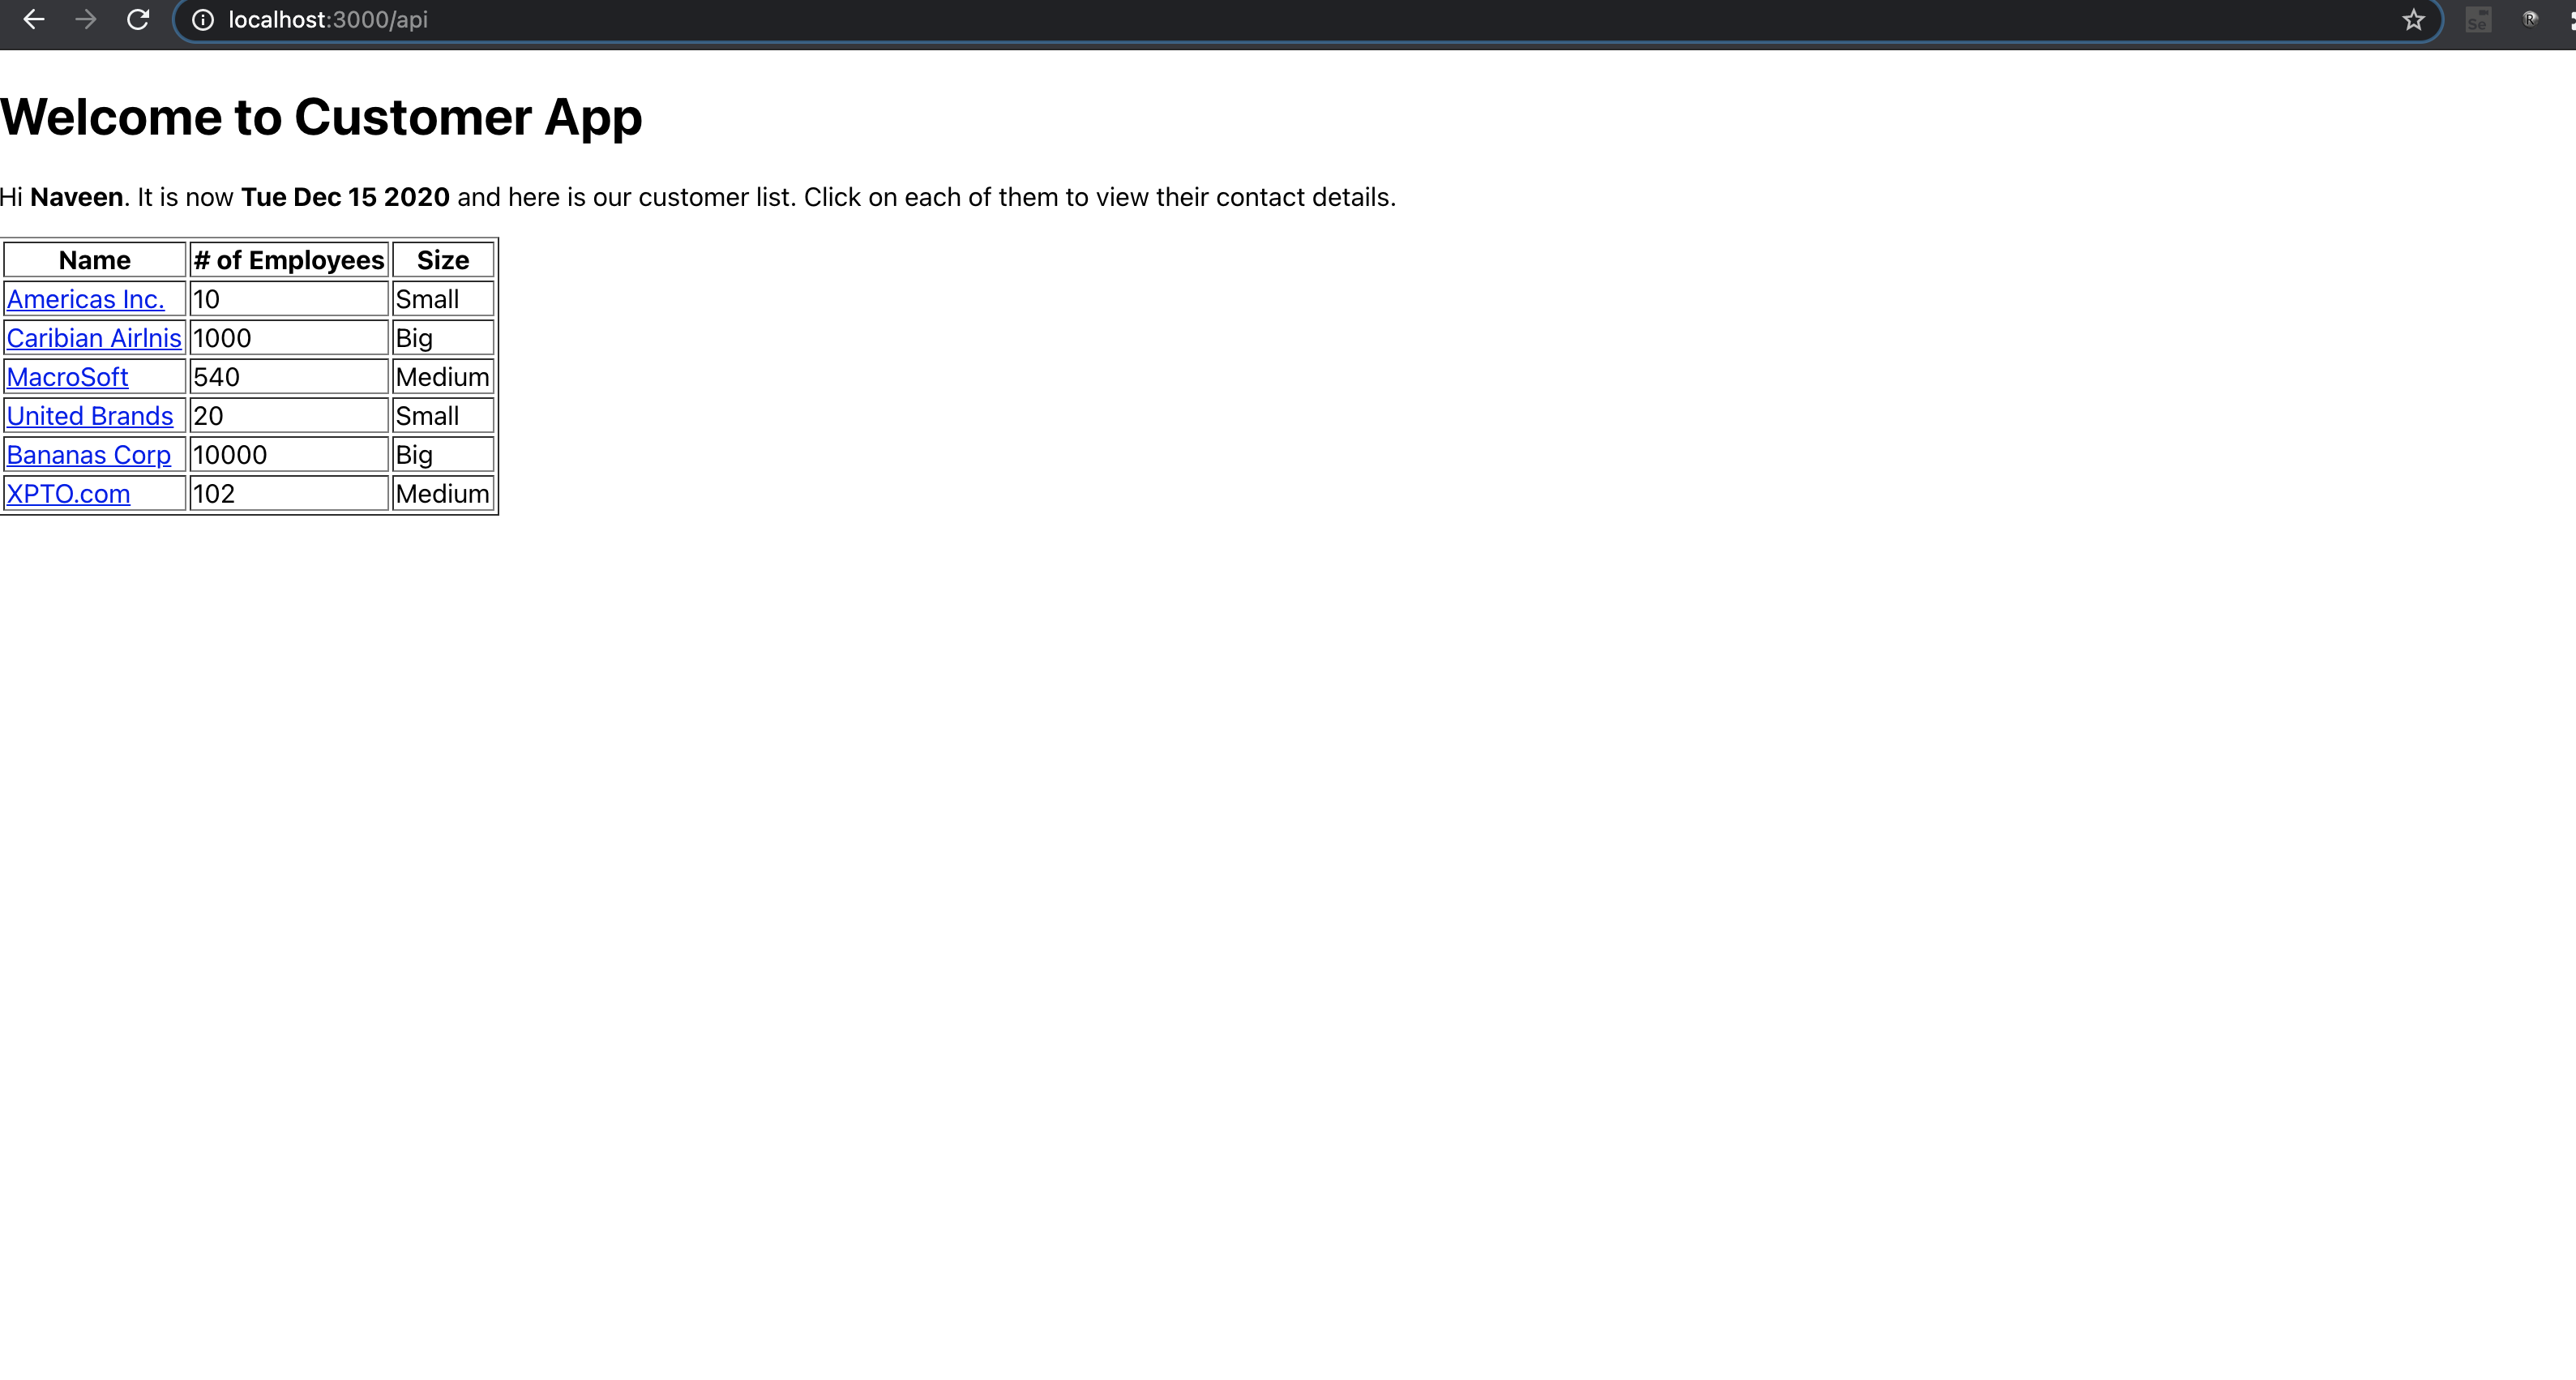 localhost:3000/api
Se
R
Welcome to Customer App
Hi Naveen. It is now Tue Dec 15 2020 and here is our customer list. Click on each of them to view their contact details.
Name # of Employees Size
Americas Inc. 10 Small
Caribian Airlnis 1000 Big
MacroSoft 540 Medium
United Brands 20 Small
Bananas Corp 10000 Big
XPTO.com 102 Medium